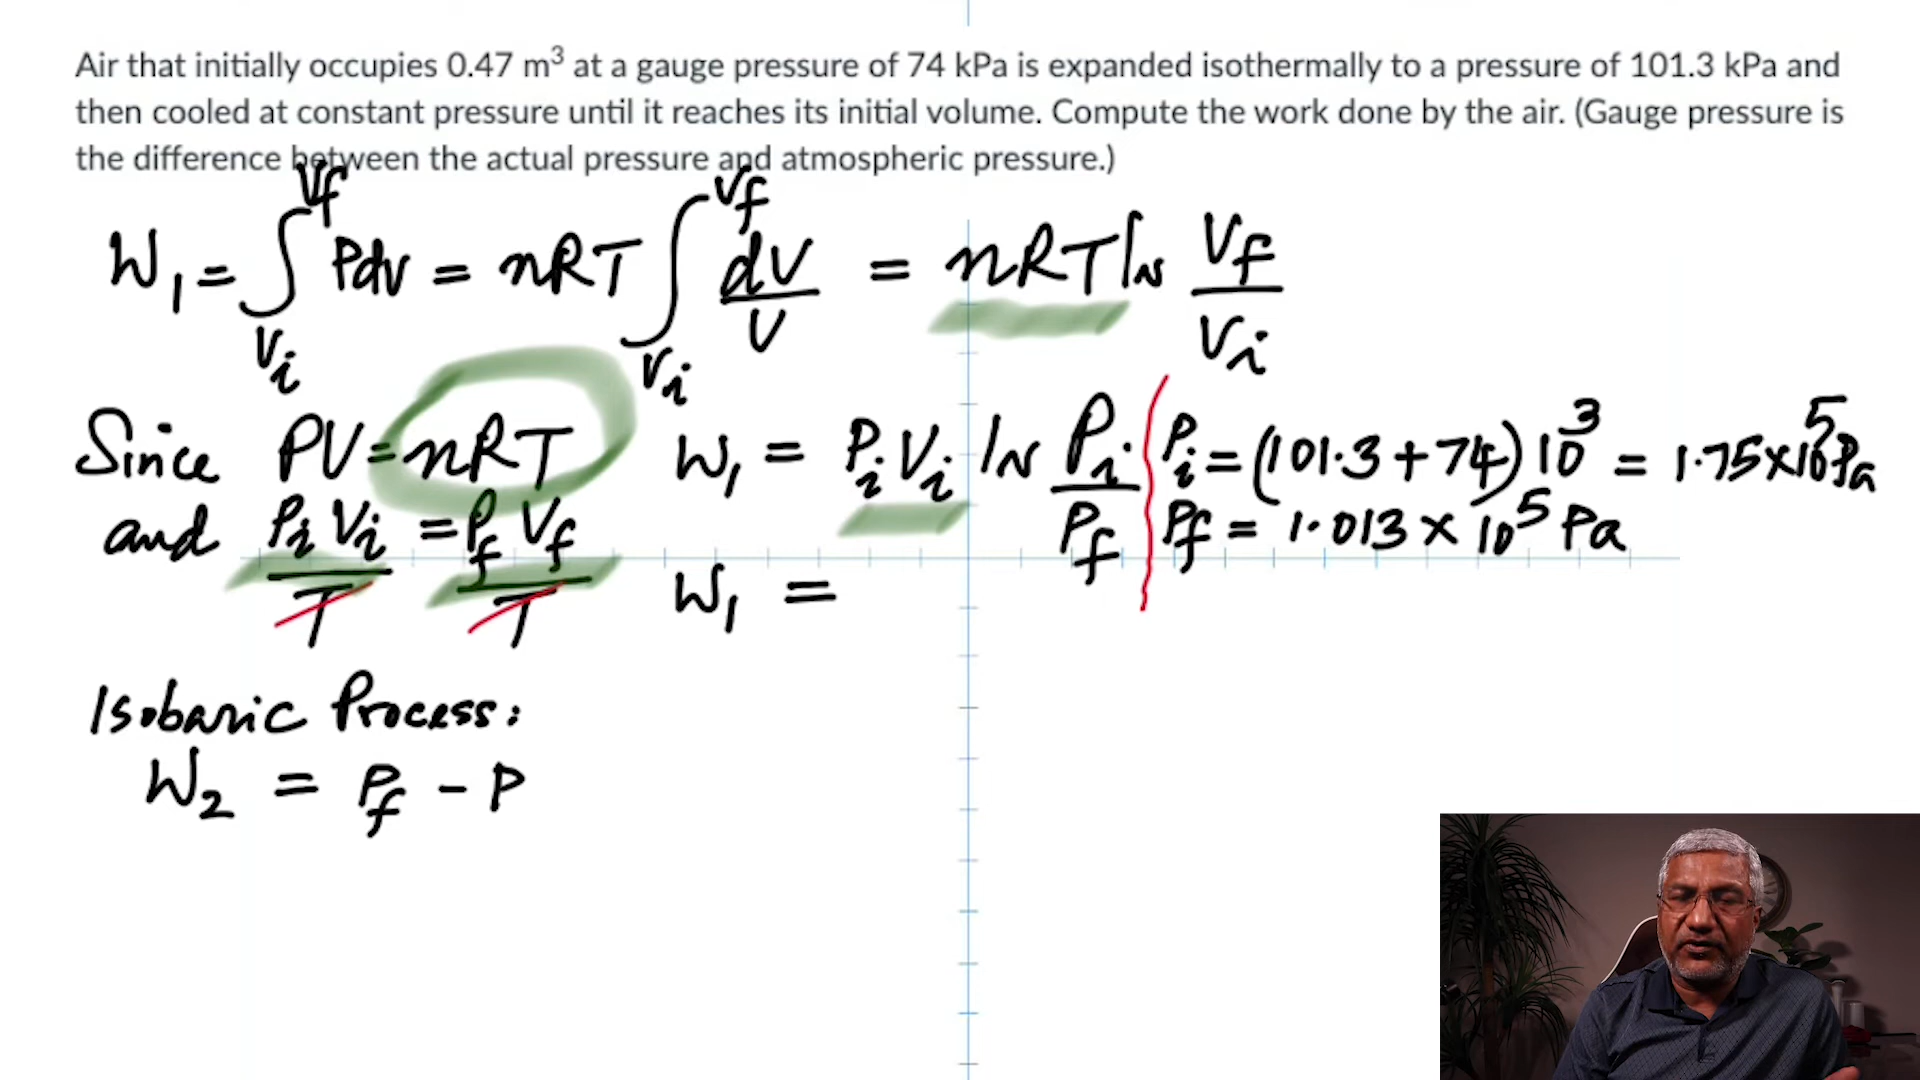 Air that initially occupies 0.47 m³ at a gauge pressure of 74 kPa is expanded isothermally to a pressure of 101.3 kPa and
then cooled at constant pressure until it reaches its initial volume. Compute the work done by the air. (Gauge pressure is
the difference between the actual pressure and atmospheric pressure.)
W₁ = ∫_{Vi}^{Vf} PdV = nRT ∫_{Vi}^{Vf} dV/V = nRT ln Vf/Vi
Since PV = nRT W₁ = PiVi ln Pi/Pf Pi = (101.3 + 74) 10³ = 1.75 × 10⁵ Pa
and PiVi/T = PfVf/T Pf = 1.013 × 10⁵ Pa
W₁ =
Isobaric Process:
W₂ = Pf - P